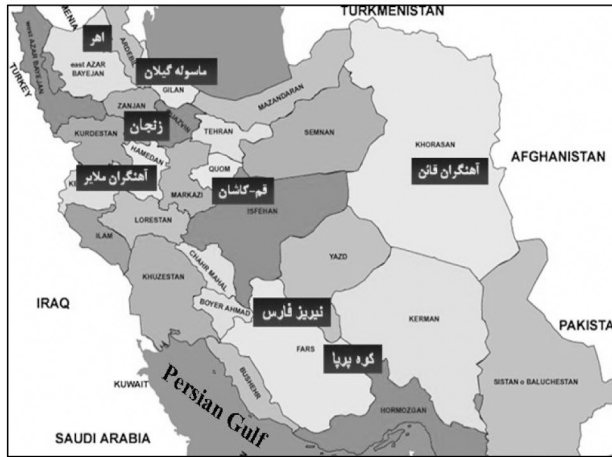 TURKMENISTAN
MENIA
اهر
ARDEBIL
west AZAR BAYEJAN
east AZAR
BAYEJAN
ماسوله گیلان
TURKEY
GILAN
ZANJAN
MAZANDARAN
زنجان
TEHRAN
SEMNAN
KURDESTAN
KHORASAN
HAMEDAN
AFGHANISTAN
QUOM
آهنگران قائن
آهنگران ملایر
قم-کاشان
MARKAZI
ISFEHAN
LORESTAN
ILAM
YAZD
CHAHR MAHAL
KHUZESTAN
IRAQ
BOYER AHMAD
نیریز فارس
KERMAN
PAKISTA
FARS
کوه پرپا
KUWAIT
BUSHEHR
SISTAN o BALUCHESTAN
Persian Gulf
HORMOZGAN
SAUDI ARABIA